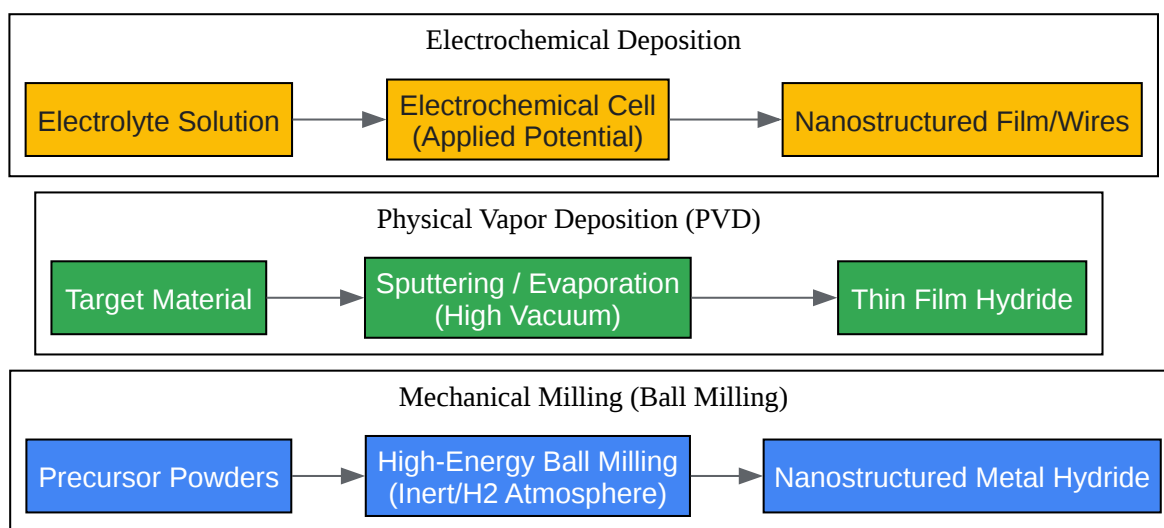 Electrochemical Deposition
Electrolyte Solution
Electrochemical Cell
(Applied Potential)
Nanostructured Film/Wires
Physical Vapor Deposition (PVD)
Target Material
Sputtering / Evaporation
(High Vacuum)
Thin Film Hydride
Mechanical Milling (Ball Milling)
Precursor Powders
High-Energy Ball Milling
(Inert/H2 Atmosphere)
Nanostructured Metal Hydride